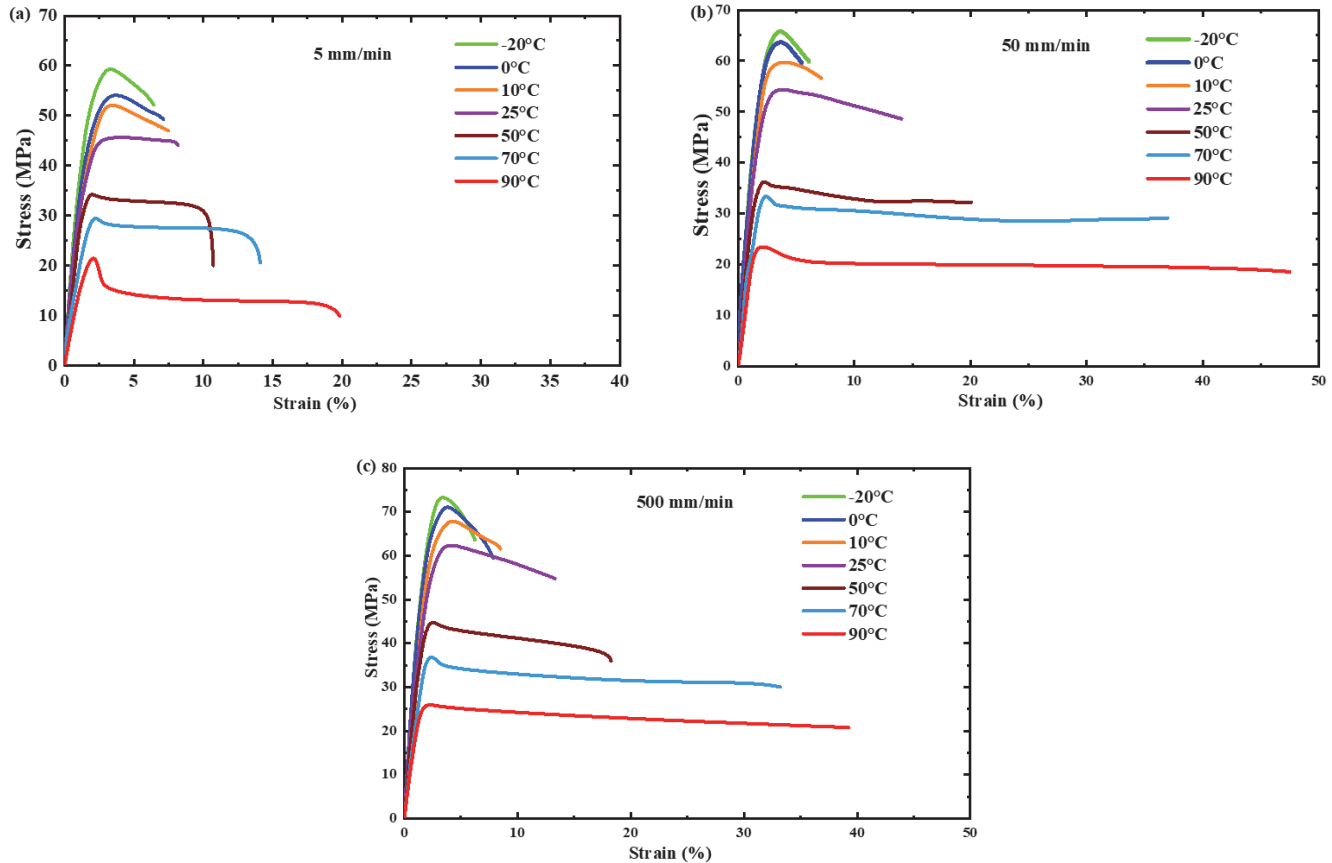 (a)
5 mm/min
-20°C
0°C
10°C
25°C
50°C
70°C
90°C
70
60
50
40
30
20
10
0
Stress (MPa)
0 5 10 15 20 25 30 35 40
Strain (%)
(b)
50 mm/min
-20°C
0°C
10°C
25°C
50°C
70°C
90°C
70
60
50
40
30
20
10
0
Stress (MPa)
0 10 20 30 40 50
Strain (%)
(c)
500 mm/min
-20°C
0°C
10°C
25°C
50°C
70°C
90°C
80
70
60
50
40
30
20
10
0
Stress (MPa)
0 10 20 30 40 50
Strain (%)